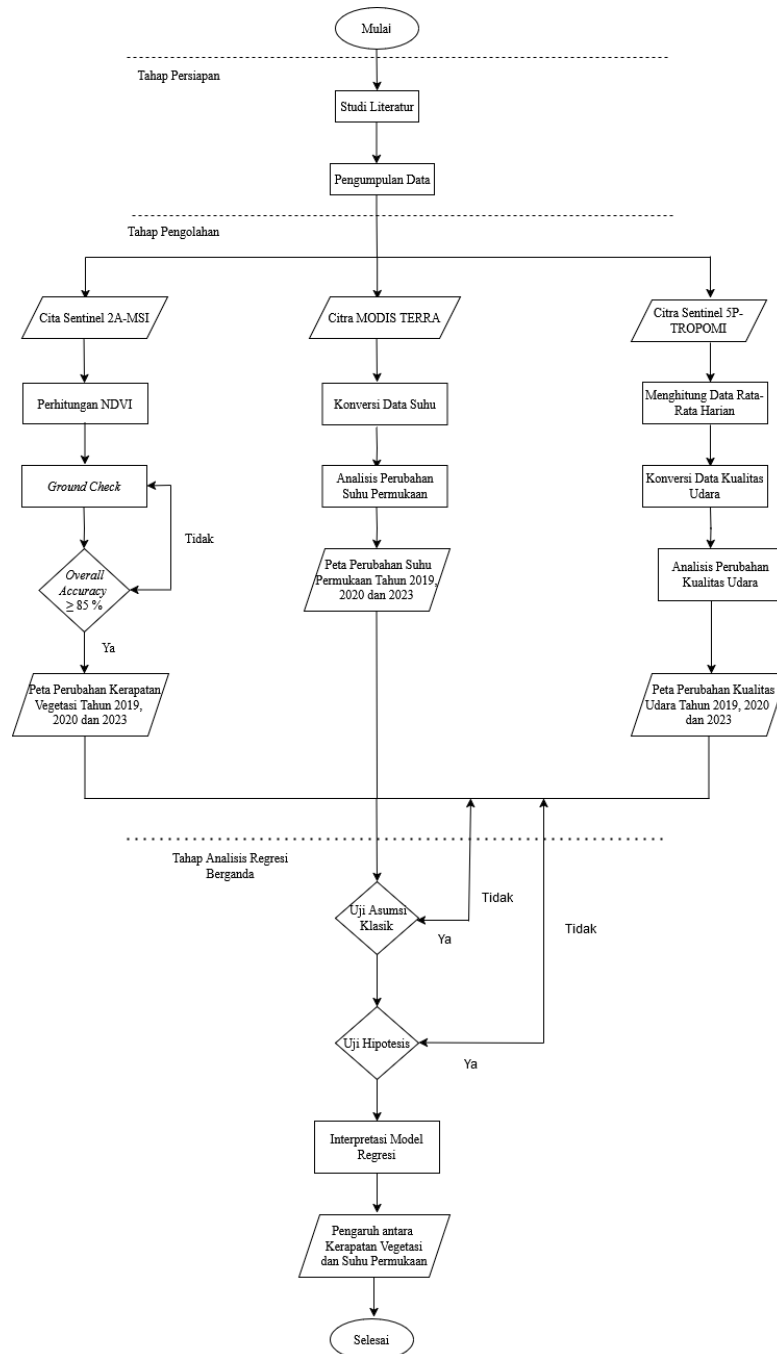 Mulai
Tahap Persiapan
Studi Literatur
Pengumpulan Data
Tahap Pengolahan
Cita Sentinel 2A-MSI
Citra MODIS TERRA
Citra Sentinel 5P-
TROPOMI
Perhitungan NDVI
Konversi Data Suhu
Menghitung Data Rata-
Rata Harian
Ground Check
Analisis Perubahan
Suhu Permukaan
Konversi Data Kualitas
Udara
Tidak
Overall
Accuracy
≥ 85 %
Peta Perubahan Suhu
Permukaan Tahun 2019,
2020 dan 2023
Analisis Perubahan
Kualitas Udara
Ya
Peta Perubahan Kerapatan
Vegetasi Tahun 2019,
2020 dan 2023
Peta Perubahan Kualitas
Udara Tahun 2019, 2020
dan 2023
Tahap Analisis Regresi
Berganda
Uji Asumsi
Klasik
Tidak
Ya
Tidak
Uji Hipotesis
Ya
Interpretasi Model
Regresi
Pengaruh antara
Kerapatan Vegetasi
dan Suhu Permukaan
Selesai